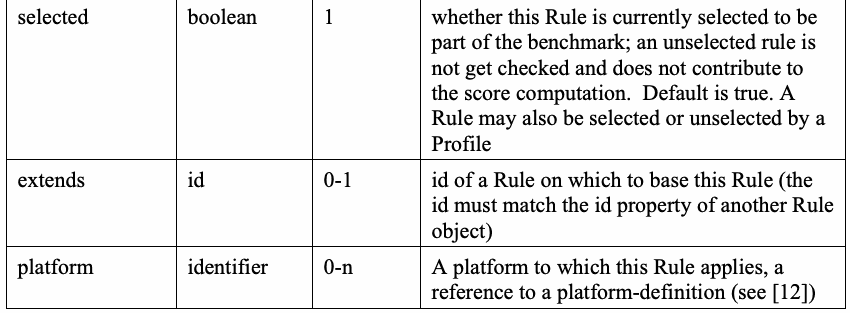 selected boolean 1 whether this Rule is currently selected to be
part of the benchmark; an unselected rule is
not get checked and does not contribute to
the score computation.  Default is true. A
Rule may also be selected or unselected by a
Profile
extends id 0-1 id of a Rule on which to base this Rule (the
id must match the id property of another Rule
object)
platform identifier 0-n A platform to which this Rule applies, a
reference to a platform-definition (see [12])